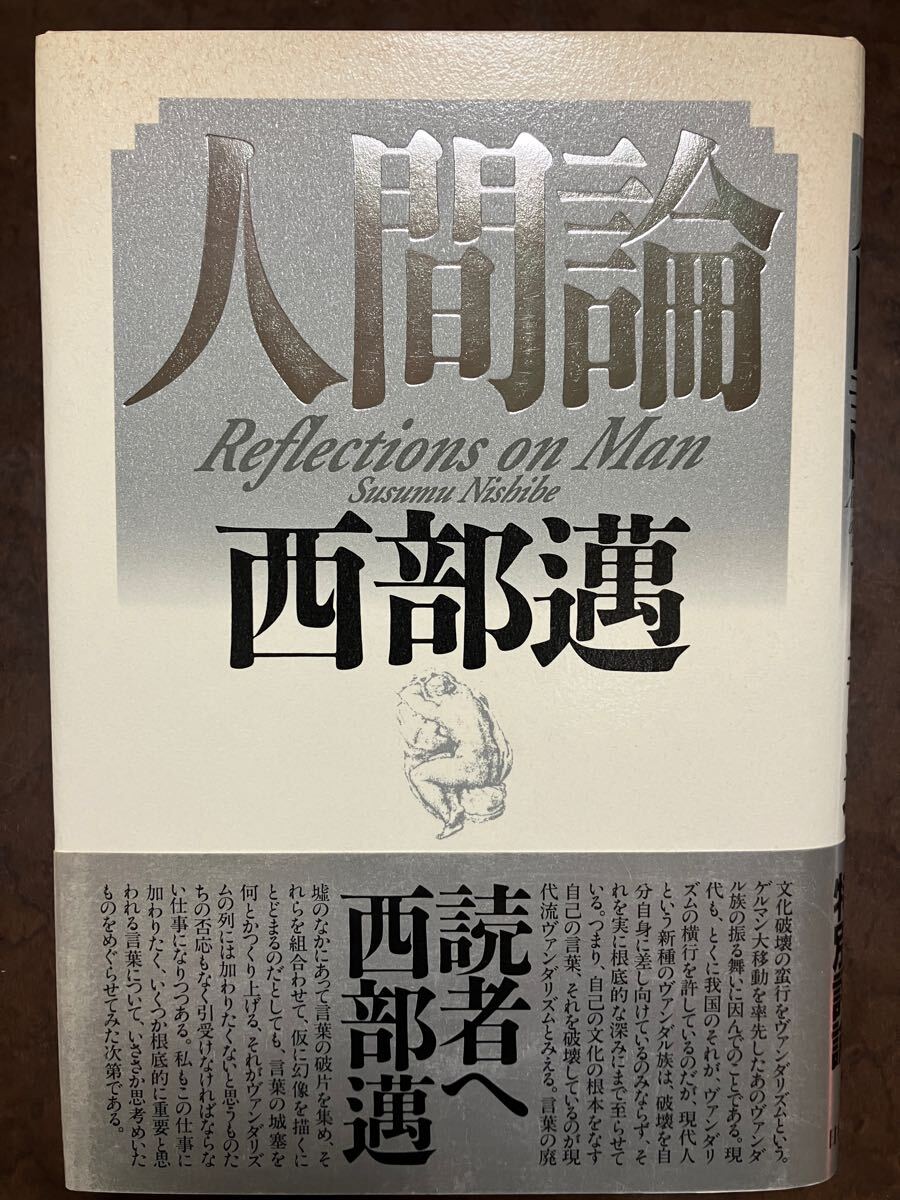 人間論
Reflections on Man
Susumu Nishibe
西部邁
文化破壊の蛮行をヴァンダリズムという。
ゲルマン大移動を率先したあのヴァンダ
ル族の振る舞いに因んでのことである。現
代も、とくに我国のそれが、ヴァンダリ
ズムの横行を許しているのだが、現代人
という新種のヴァンダル族は、破壊を自
分自身に差し向けているのみならず、そ
れを実に根底的な深みにまで至らせて
いる。つまり、自己の文化の根本をなす
自己の言葉、それを破壊しているのが現
代流ヴァンダリズムとみえる。言葉の廃
読者へ
西部邁
墟のなかにあって言葉の破片を集め、そ
れらを組合わせて、仮に幻像を描くに
とどまるのだとしても、言葉の城塞を
何とかつくり上げる、それがヴァンダリズ
ムの列には加わりたくないと思うものた
ちの否応もなく引受けなければならな
い仕事になりつつある。私もこの仕事に
加わりたく、いくつか根底的に重要と思
われる言葉について、いささか思考めいた
ものをめぐらせてみた次第である。